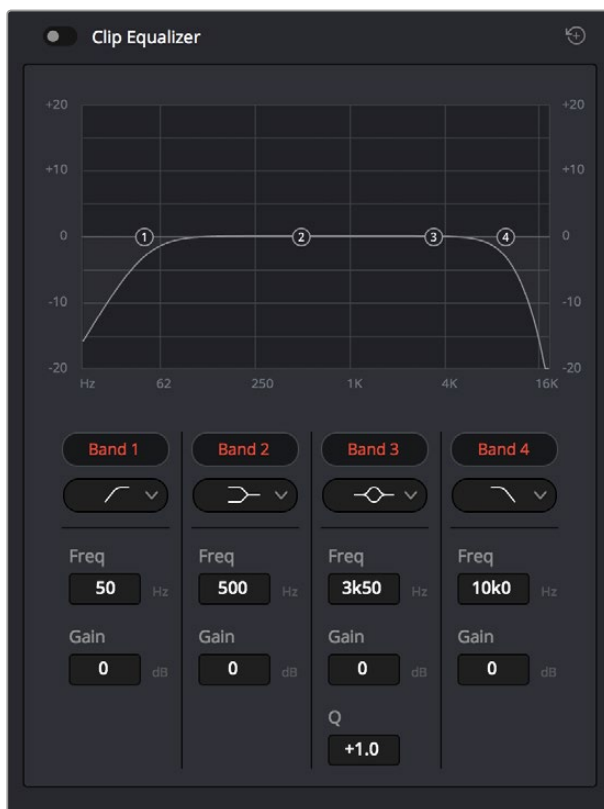 Clip Equalizer
+20 +20
+10 +10
0 0
-10 -10
-20 -20
1 2 3 4
Hz 62 250 1K 4K 16K
Band 1 Band 2 Band 3 Band 4
Freq Freq Freq Freq
50 Hz 500 Hz 3k50 Hz 10k0 Hz
Gain Gain Gain Gain
0 dB 0 dB 0 dB 0 dB
Q
+1.0